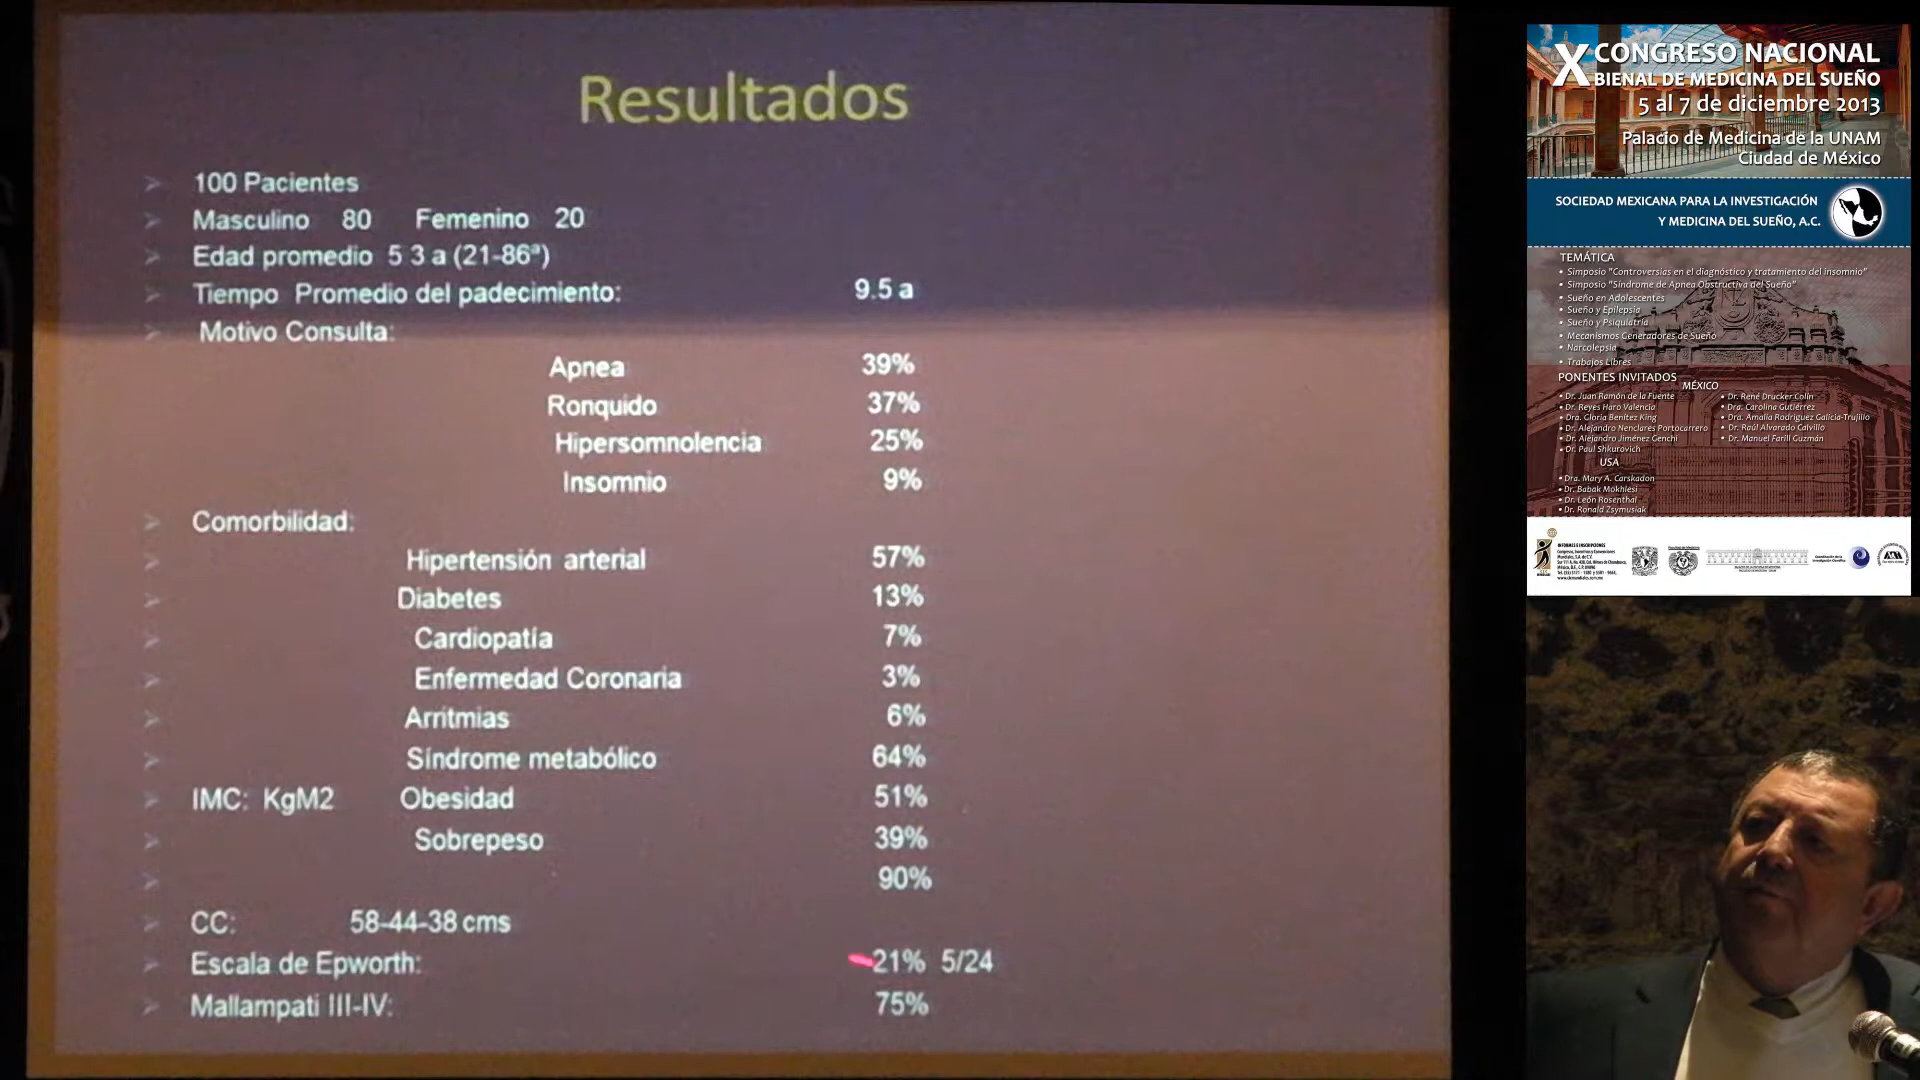 Resultados
100 Pacientes
Masculino 80 Femenino 20
Edad promedio 5 3 a (21-86ª)
Tiempo Promedio del padecimiento: 9.5 a
Motivo Consulta:
Apnea 39%
Ronquido 37%
Hipersomnolencia 25%
Insomnio 9%
Comorbilidad:
Hipertensión arterial 57%
Diabetes 13%
Cardiopatía 7%
Enfermedad Coronaria 3%
Arritmias 6%
Síndrome metabólico 64%
IMC: KgM2 Obesidad 51%
Sobrepeso 39%
90%
CC: 58-44-38 cms
Escala de Epworth: 21% 5/24
Mallampati III-IV: 75%
X CONGRESO NACIONAL
BIENAL DE MEDICINA DEL SUEÑO
5 al 7 de diciembre 2013
Palacio de Medicina de la UNAM
Ciudad de México
SOCIEDAD MEXICANA PARA LA INVESTIGACIÓN
Y MEDICINA DEL SUEÑO, A.C.
TEMÁTICA
• Simposio "Controversias en el diagnóstico y tratamiento del insomnio"
• Simposio "Síndrome de Apnea Obstructiva del Sueño"
• Sueño en Adolescentes
• Sueño y Epilepsia
• Sueño y Psiquiatría
• Mecanismos Generadores de Sueño
• Narcolepsia
• Trabajos Libres
PONENTES INVITADOS
MÉXICO
• Dr. Juan Ramón de la Fuente
• Dr. Reyes Haro Valencia
• Dra. Gloria Benítez King
• Dr. Alejandro Nenclares Portocarrero
• Dr. Alejandro Jiménez Genchi
• Dr. Paul Shkurovich
• Dr. René Drucker Colín
• Dra. Carolina Gutiérrez
• Dra. Amalia Rodriguez Galicia-Trujillo
• Dr. Raúl Alvarado Calvillo
• Dr. Manuel Farill Guzmán
USA
• Dra. Mary A. Carskadon
• Dr. Babak Mokhlesi
• Dr. León Rosenthal
• Dr. Ronald Zsymusiak
INFORMES E INSCRIPCIONES